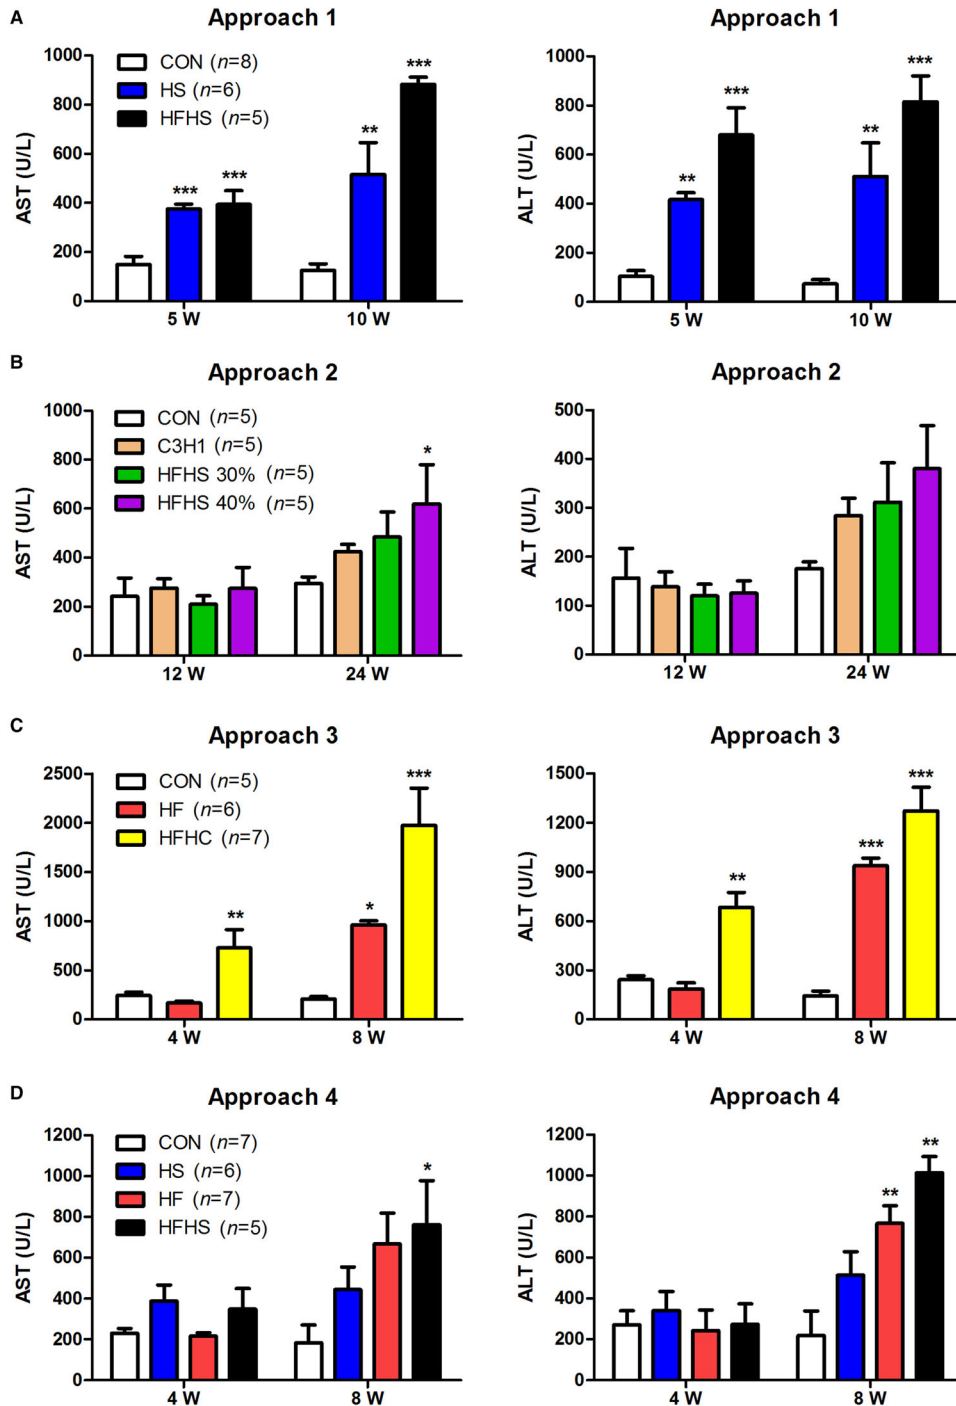 A
Approach 1
1000
800
600
400
200
0
AST (U/L)
CON (n=8)
HS (n=6)
HFHS (n=5)
***
***
**
***
5 W
10 W
Approach 1
1000
800
600
400
200
0
ALT (U/L)
**
***
**
***
5 W
10 W
B
Approach 2
1000
800
600
400
200
0
AST (U/L)
CON (n=5)
C3H1 (n=5)
HFHS 30% (n=5)
HFHS 40% (n=5)
*
12 W
24 W
Approach 2
500
400
300
200
100
0
ALT (U/L)
12 W
24 W
C
Approach 3
2500
2000
1500
1000
500
0
AST (U/L)
CON (n=5)
HF (n=6)
HFHC (n=7)
**
*
***
4 W
8 W
Approach 3
1500
1200
900
600
300
0
ALT (U/L)
**
***
***
4 W
8 W
D
Approach 4
1200
1000
800
600
400
200
0
AST (U/L)
CON (n=7)
HS (n=6)
HF (n=7)
HFHS (n=5)
*
4 W
8 W
Approach 4
1200
1000
800
600
400
200
0
ALT (U/L)
**
**
4 W
8 W